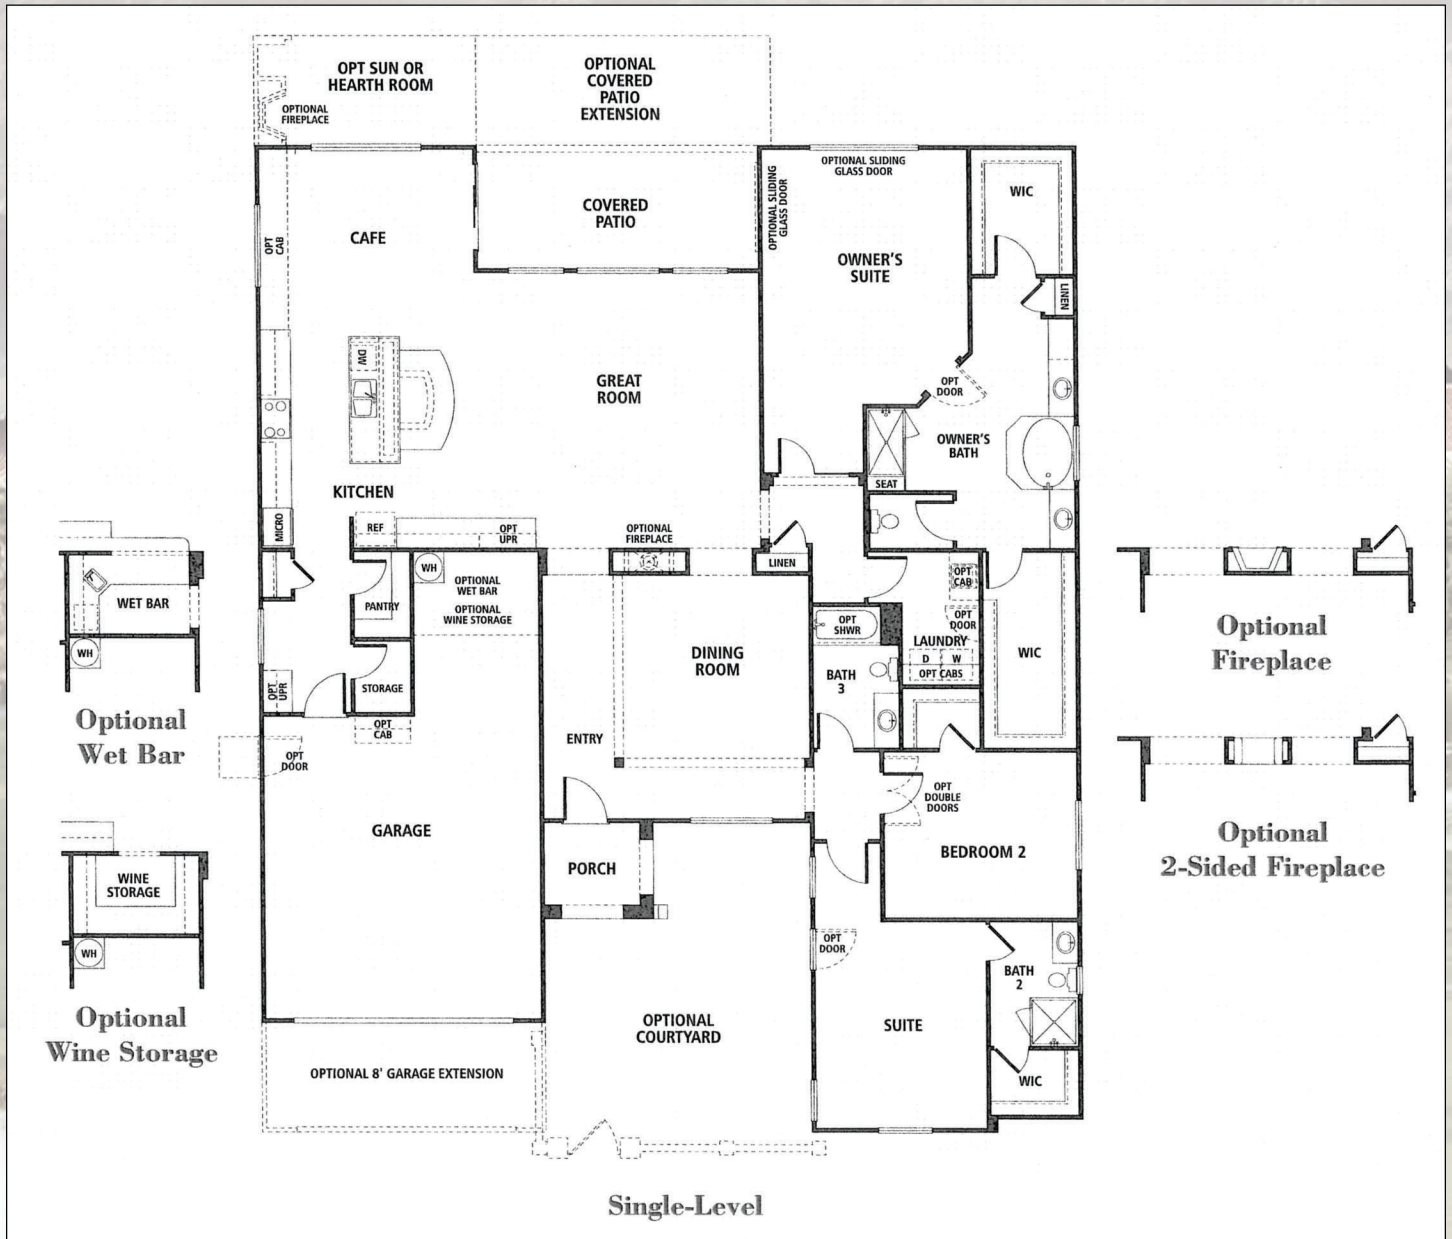 OPT SUN OR
HEARTH ROOM
OPTIONAL
FIREPLACE
OPTIONAL
COVERED
PATIO
EXTENSION
CAFE
OPT
CAB
COVERED
PATIO
OPTIONAL SLIDING
GLASS DOOR
OPTIONAL SLIDING
GLASS DOOR
OWNER'S
SUITE
WIC
LINEN
DW
GREAT
ROOM
OPT
DOOR
OWNER'S
BATH
SEAT
KITCHEN
MICRO
REF
OPT
UPR
OPTIONAL
FIREPLACE
LINEN
WH
OPTIONAL
WET BAR
OPTIONAL
WINE STORAGE
PANTRY
STORAGE
OPT
UPR
OPT
CAB
OPT
DOOR
DINING
ROOM
ENTRY
OPT
SHWR
BATH
3
OPT
CAB
OPT
DOOR
LAUNDRY
D
W
OPT CABS
WIC
GARAGE
PORCH
OPT
DOUBLE
DOORS
BEDROOM 2
OPT
DOOR
SUITE
BATH
2
WIC
OPTIONAL
COURTYARD
OPTIONAL 8' GARAGE EXTENSION
WET BAR
WH
Optional
Wet Bar
WINE
STORAGE
WH
Optional
Wine Storage
Optional
Fireplace
Optional
2-Sided Fireplace
Single-Level